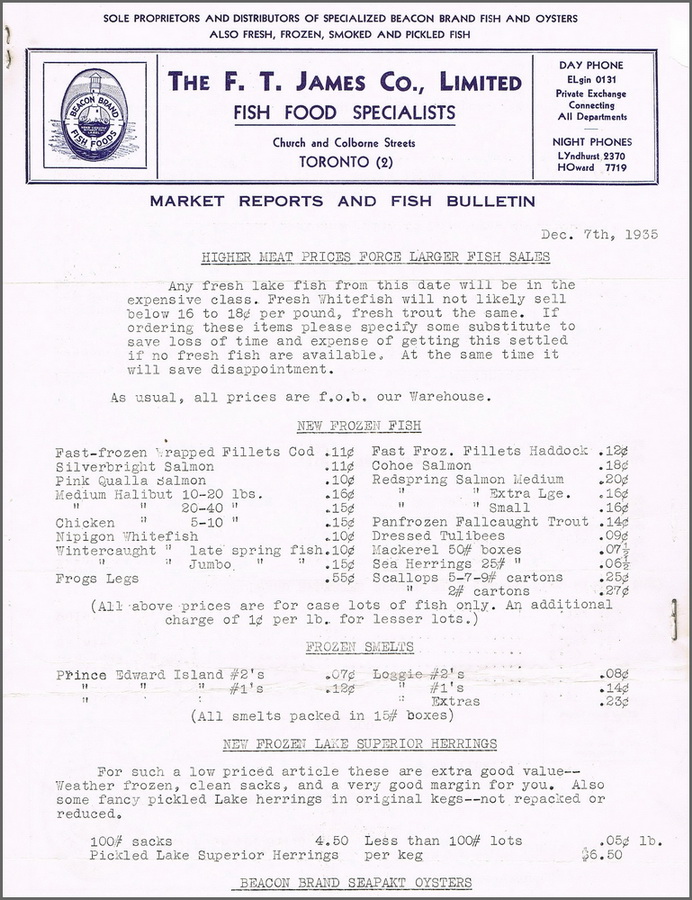 SOLE PROPRIETORS AND DISTRIBUTORS OF SPECIALIZED BEACON BRAND FISH AND OYSTERS
ALSO FRESH, FROZEN, SMOKED AND PICKLED FISH
BEACON BRAND
FISH FOODS
THE F. T. JAMES CO., LIMITED
FISH FOOD SPECIALISTS
Church and Colborne Streets
TORONTO (2)
DAY PHONE
ELgin 0131
Private Exchange
Connecting
All Departments
NIGHT PHONES
LYndhurst 2370
HOward 7719
MARKET REPORTS AND FISH BULLETIN
Dec. 7th, 1935
HIGHER MEAT PRICES FORCE LARGER FISH SALES
Any fresh lake fish from this date will be in the
expensive class. Fresh Whitefish will not likely sell
below 16 to 18¢ per pound, fresh trout the same. If
ordering these items please specify some substitute to
save loss of time and expense of getting this settled
if no fresh fish are available. At the same time it
will save disappointment.
As usual, all prices are f.o.b. our Warehouse.
NEW FROZEN FISH
Fast-frozen Wrapped Fillets Cod .11¢ Fast Froz. Fillets Haddock .12¢
Silverbright Salmon .11¢ Cohoe Salmon .18¢
Pink Qualla Salmon .10¢ Redspring Salmon Medium .20¢
Medium Halibut 10-20 lbs. .16¢ " " Extra Lge. .16¢
" " 20-40 " .15¢ " " Small .16¢
Chicken " 5-10 " .15¢ Panfrozen Fallcaught Trout .14¢
Nipigon Whitefish .10¢ Dressed Tulibees .09¢
Wintercaught " late spring fish .10¢ Mackerel 50# boxes .07½
" " Jumbo " " .15¢ Sea Herrings 25# " .06½
Frogs Legs .55¢ Scallops 5-7-9# cartons .25¢
" 2# cartons .27¢
(All above prices are for case lots of fish only. An additional
charge of 1¢ per lb. for lesser lots.)
FROZEN SMELTS
Prince Edward Island #2's .07¢ Loggie #2's .08¢
" " " #1's .12¢ " #1's .14¢
" " Extras .23¢
(All smelts packed in 15# boxes)
NEW FROZEN LAKE SUPERIOR HERRINGS
For such a low priced article these are extra good value--
Weather frozen, clean sacks, and a very good margin for you. Also
some fancy pickled Lake herrings in original kegs--not repacked or
reduced.
100# sacks 4.50 Less than 100# lots .05¢ lb.
Pickled Lake Superior Herrings per keg $6.50
BEACON BRAND SEAPAKT OYSTERS